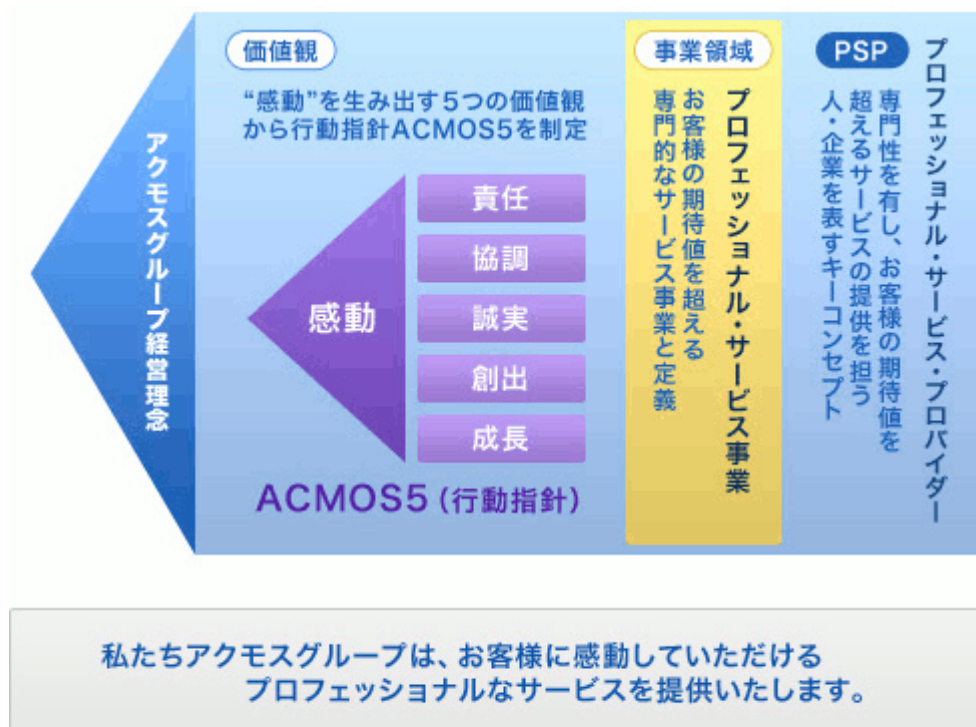 アクモスグループ経営理念
価値観
“感動”を生み出す5つの価値観
から行動指針ACMOS5を制定
感動
責任
協調
誠実
創出
成長
ACMOS5（行動指針）
事業領域
プロフェッショナル・サービス事業
お客様の期待値を超える
専門的なサービス事業と定義
PSP
プロフェッショナル・サービス・プロバイダー
専門性を有し、お客様の期待値を
超えるサービスの提供を担う
人・企業を表すキーコンセプト
私たちアクモスグループは、お客様に感動していただける
プロフェッショナルなサービスを提供いたします。